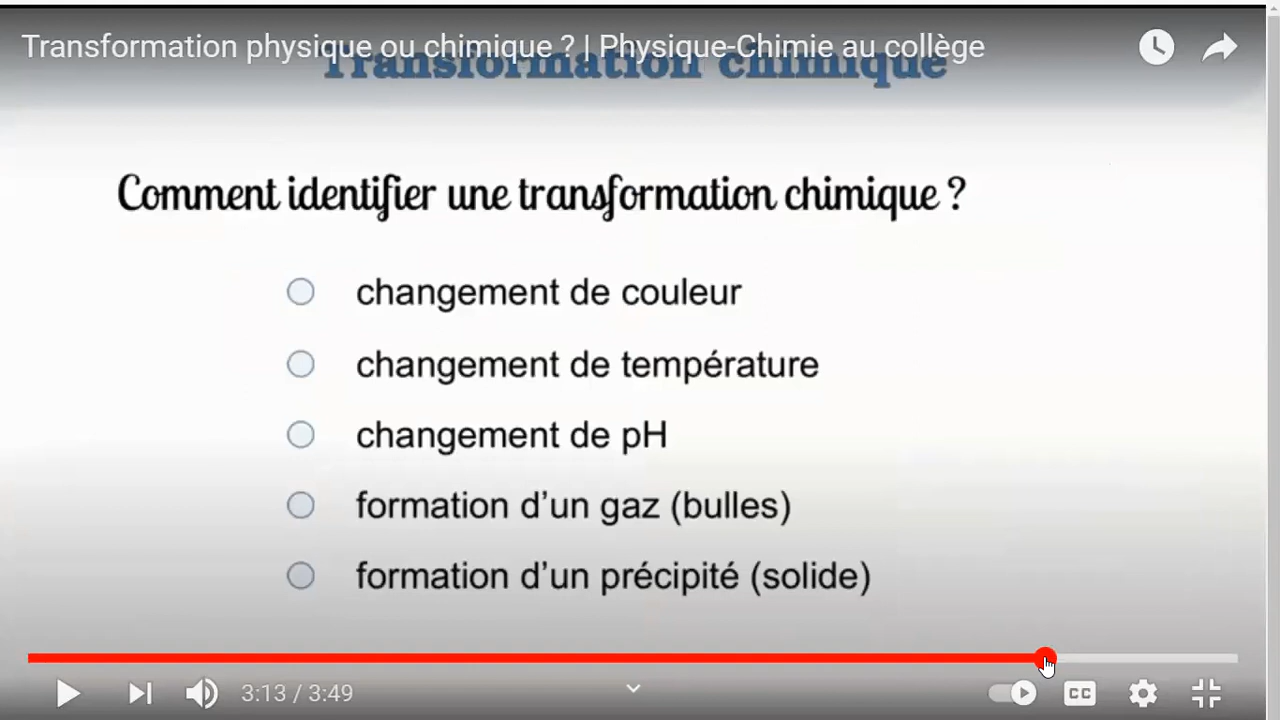 Transformation physique ou chimique ? | Physique-Chimie au collège
Transformation chimique
Comment identifier une transformation chimique ?
changement de couleur
changement de température
changement de pH
formation d'un gaz (bulles)
formation d'un précipité (solide)
3:13 / 3:49
CC